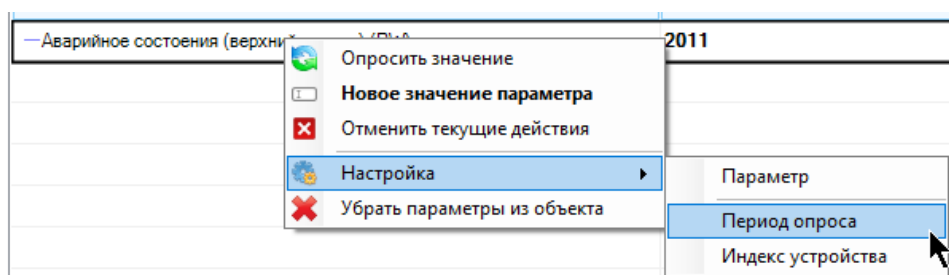 Аварийное состоения (верхний
2011
Опросить значение
Новое значение параметра
Отменить текущие действия
Настройка
Убрать параметры из объекта
Параметр
Период опроса
Индекс устройства